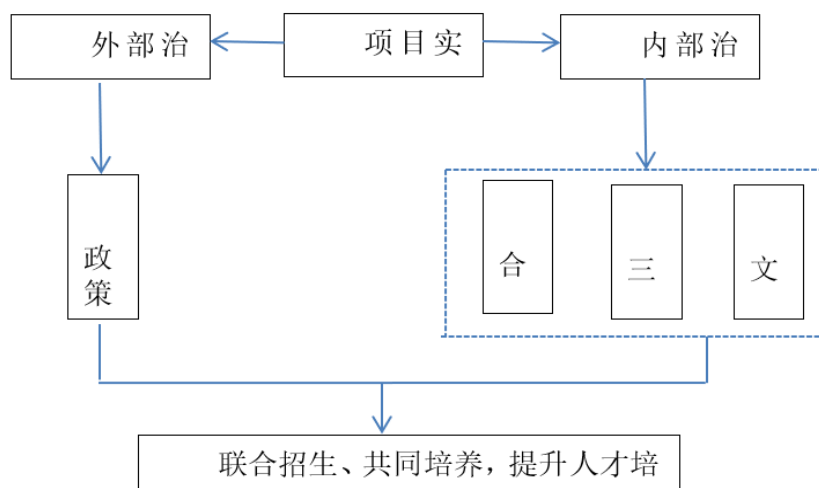 外部治
项目实
内部治
政
策
合
三
文
联合招生、共同培养，提升人才培